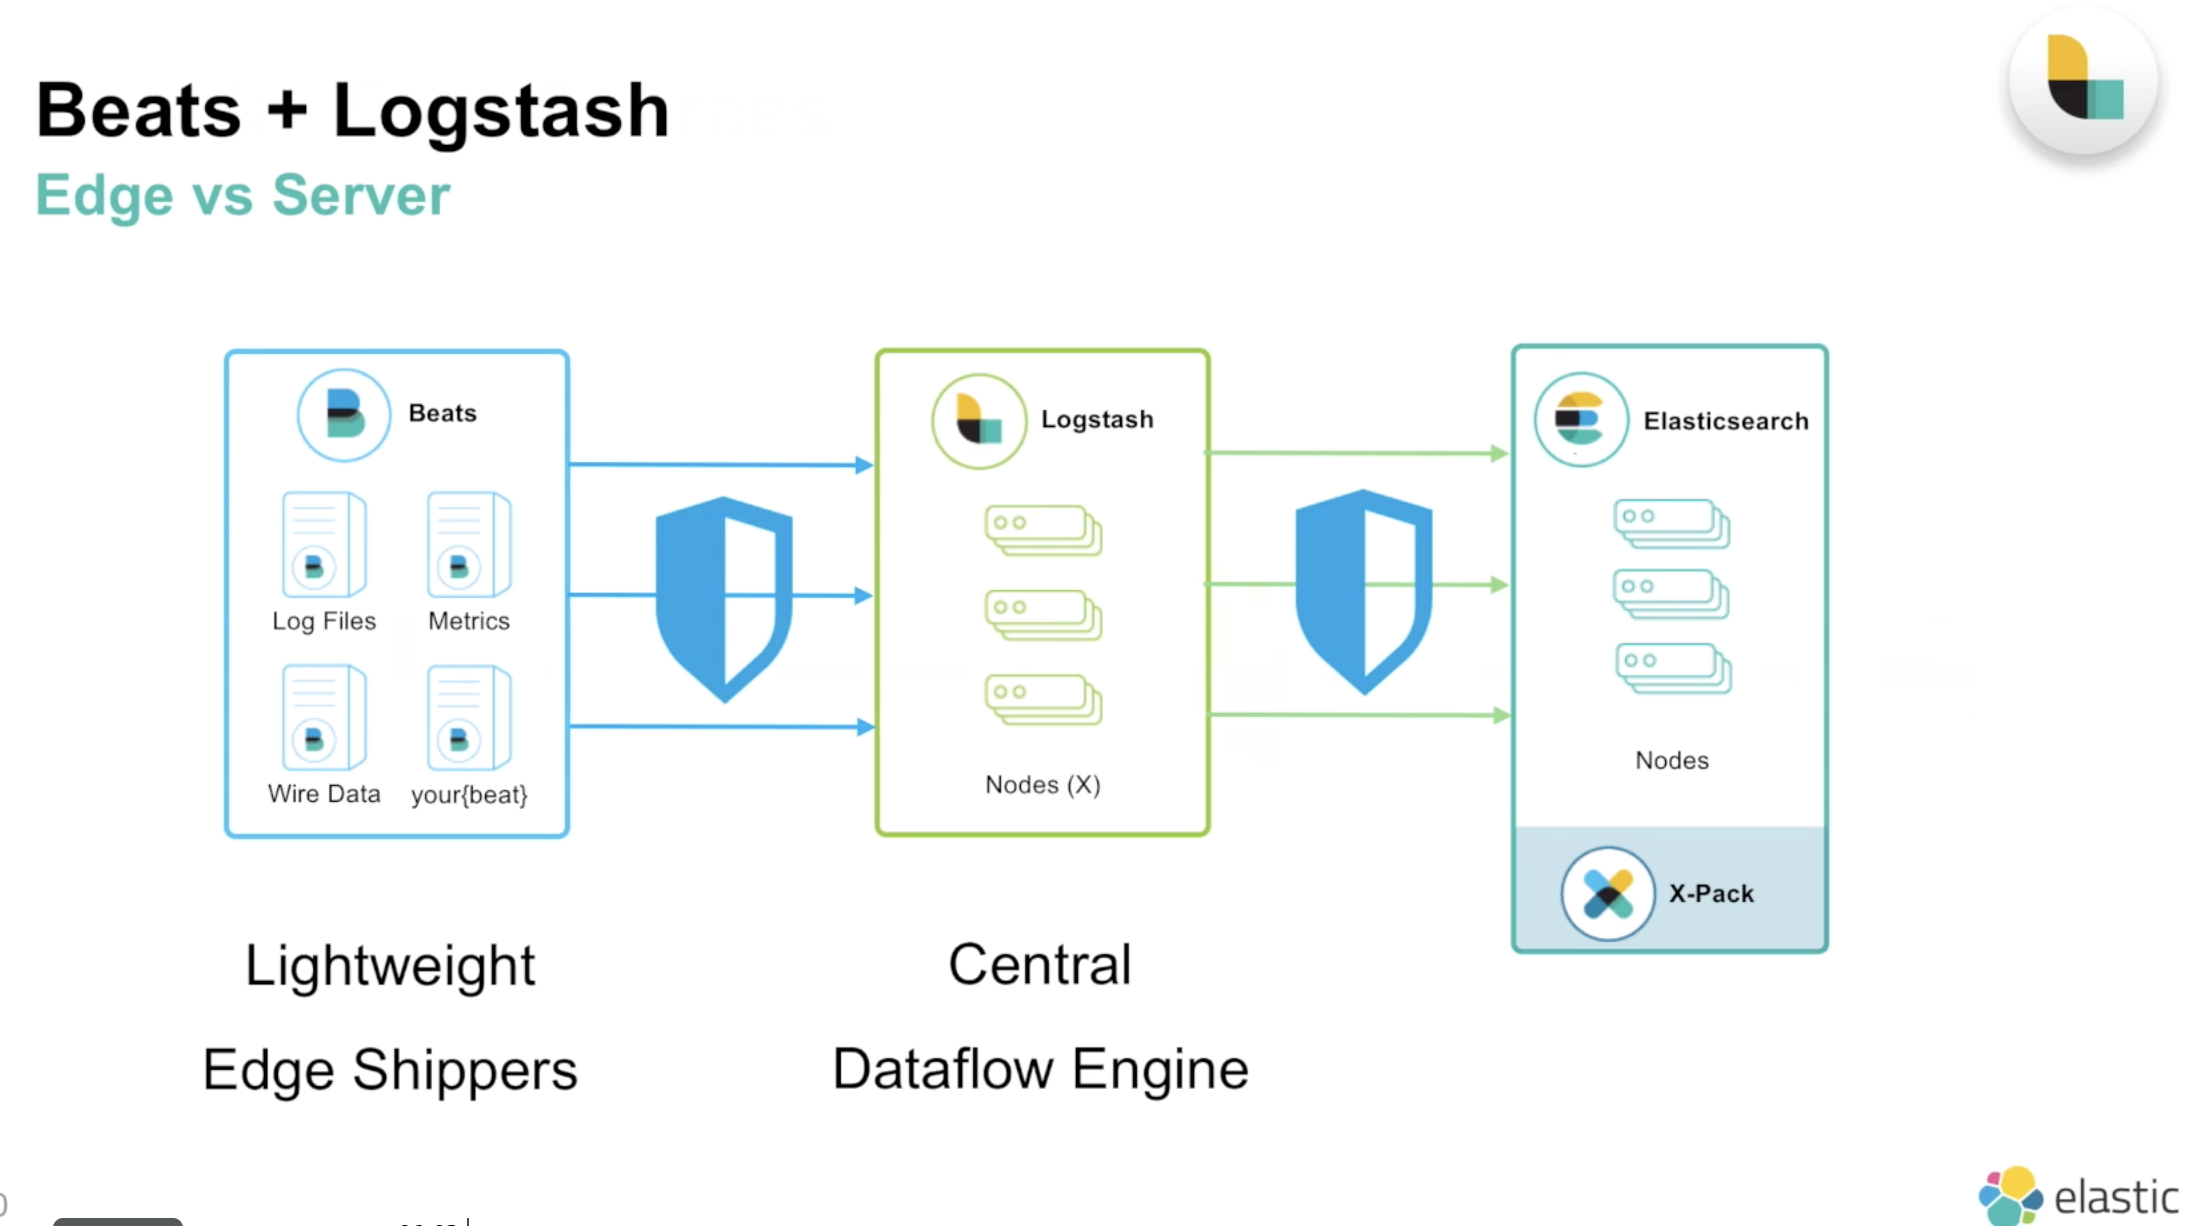 Beats + Logstash
Edge vs Server
Beats
Log Files
Metrics
Wire Data
your{beat}
Logstash
Nodes (X)
Elasticsearch
Nodes
X-Pack
Lightweight
Edge Shippers
Central
Dataflow Engine
elastic